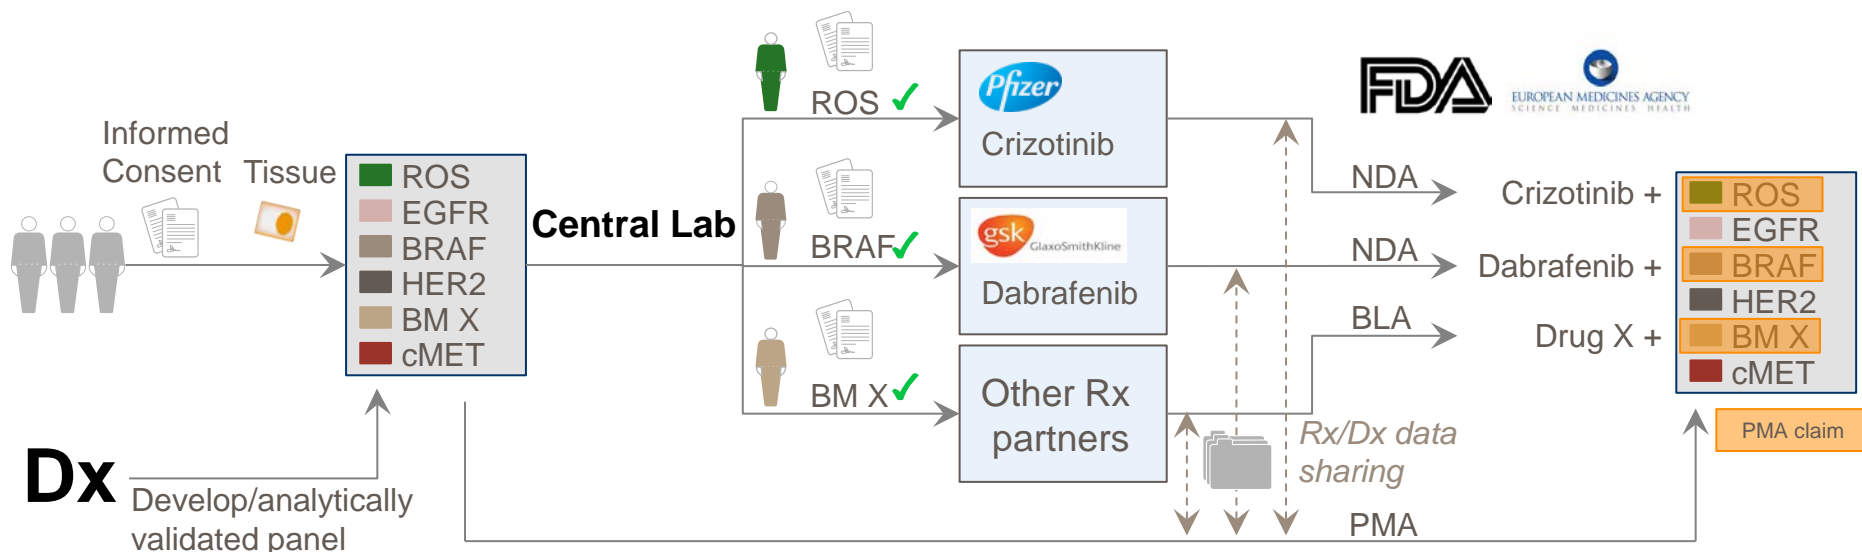 Informed
Consent
Tissue
ROS
EGFR
BRAF
HER2
BM X
cMET
Dx
Develop/analytically
validated panel
Central Lab
ROS
BRAF
BM X
Pfizer
Crizotinib
gsk GlaxoSmithKline
Dabrafenib
Other Rx
partners
FDA
EUROPEAN MEDICINES AGENCY
SCIENCE MEDICINES HEALTH
NDA
NDA
BLA
Rx/Dx data
sharing
PMA
Crizotinib +
Dabrafenib +
Drug X +
ROS
EGFR
BRAF
HER2
BM X
cMET
PMA claim